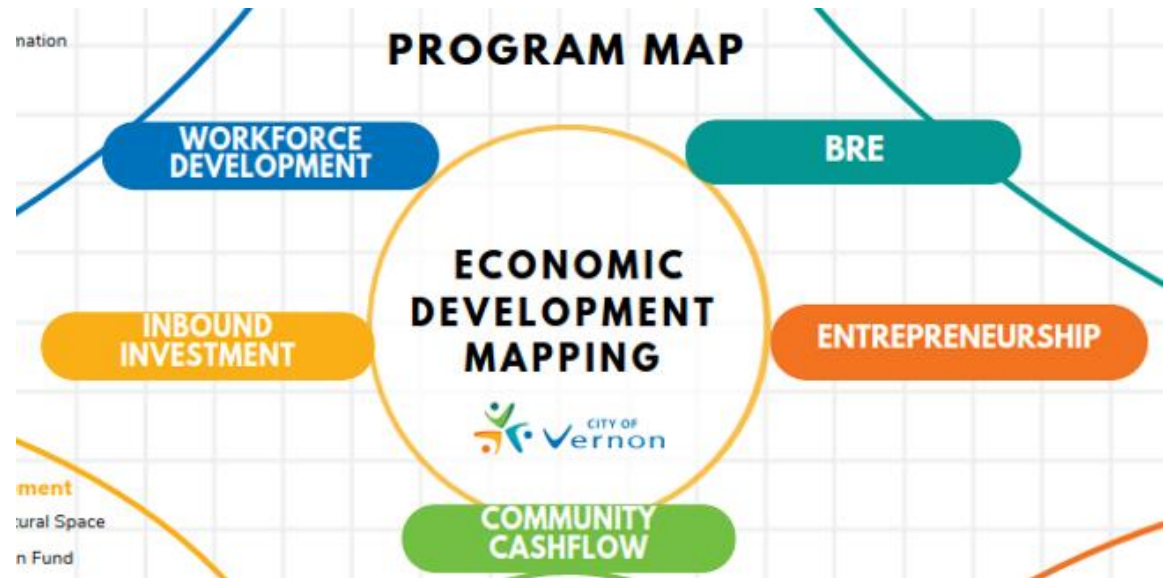 mation
PROGRAM MAP
WORKFORCE
DEVELOPMENT
BRE
ECONOMIC
DEVELOPMENT
MAPPING
INBOUND
INVESTMENT
ENTREPRENEURSHIP
CITY OF
Vernon
COMMUNITY
CASHFLOW
ment
tural Space
n Fund